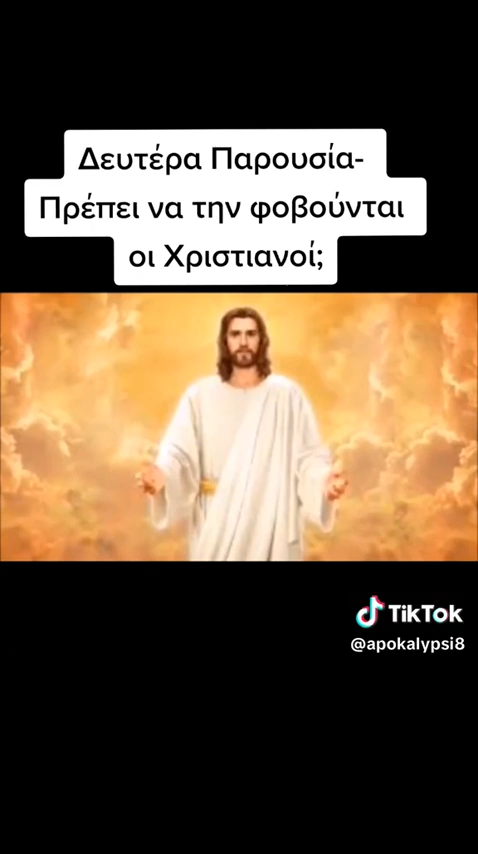 Δευτέρα Παρουσία-
Πρέπει να την φοβούνται
οι Χριστιανοί;
TikTok
@apokalypsi8